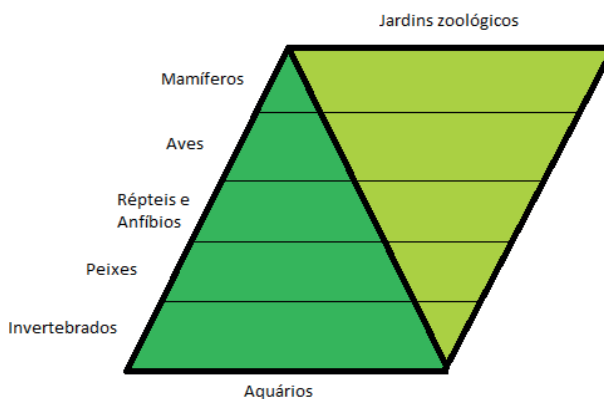 Jardins zoológicos
Mamíferos
Aves
Répteis e
Anfíbios
Peixes
Invertebrados
Aquários